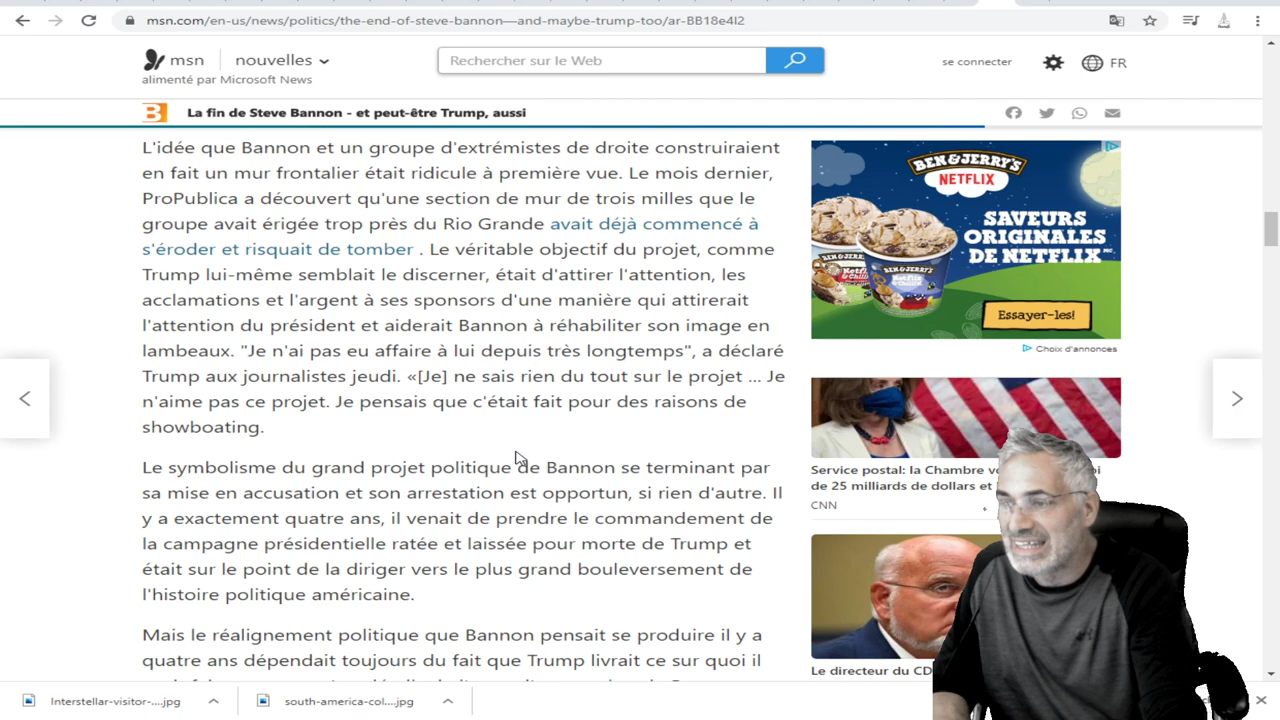 msn.com/en-us/news/politics/the-end-of-steve-bannon—and-maybe-trump-too/ar-BB18e4I2
msn
nouvelles
alimenté par Microsoft News
Rechercher sur le Web
se connecter
FR
B
La fin de Steve Bannon - et peut-être Trump, aussi
L'idée que Bannon et un groupe d'extrémistes de droite construiraient
en fait un mur frontalier était ridicule à première vue. Le mois dernier,
ProPublica a découvert qu'une section de mur de trois milles que le
groupe avait érigée trop près du Rio Grande avait déjà commencé à
s'éroder et risquait de tomber . Le véritable objectif du projet, comme
Trump lui-même semblait le discerner, était d'attirer l'attention, les
acclamations et l'argent à ses sponsors d'une manière qui attirerait
l'attention du président et aiderait Bannon à réhabiliter son image en
lambeaux. "Je n'ai pas eu affaire à lui depuis très longtemps", a déclaré
Trump aux journalistes jeudi. «[Je] ne sais rien du tout sur le projet ... Je
n'aime pas ce projet. Je pensais que c'était fait pour des raisons de
showboating.
Le symbolisme du grand projet politique de Bannon se terminant par
sa mise en accusation et son arrestation est opportun, si rien d'autre. Il
y a exactement quatre ans, il venait de prendre le commandement de
la campagne présidentielle ratée et laissée pour morte de Trump et
était sur le point de la diriger vers le plus grand bouleversement de
l'histoire politique américaine.
Mais le réalignement politique que Bannon pensait se produire il y a
quatre ans dépendait toujours du fait que Trump livrait ce sur quoi il
BEN & JERRY'S
NETFLIX
SAVEURS
ORIGINALES
DE NETFLIX
Essayer-les!
Choix d'annonces
Service postal: la Chambre
de 25 milliards de dollars et
CNN
Le directeur du
Interstellar-visitor-....jpg
south-america-col....jpg